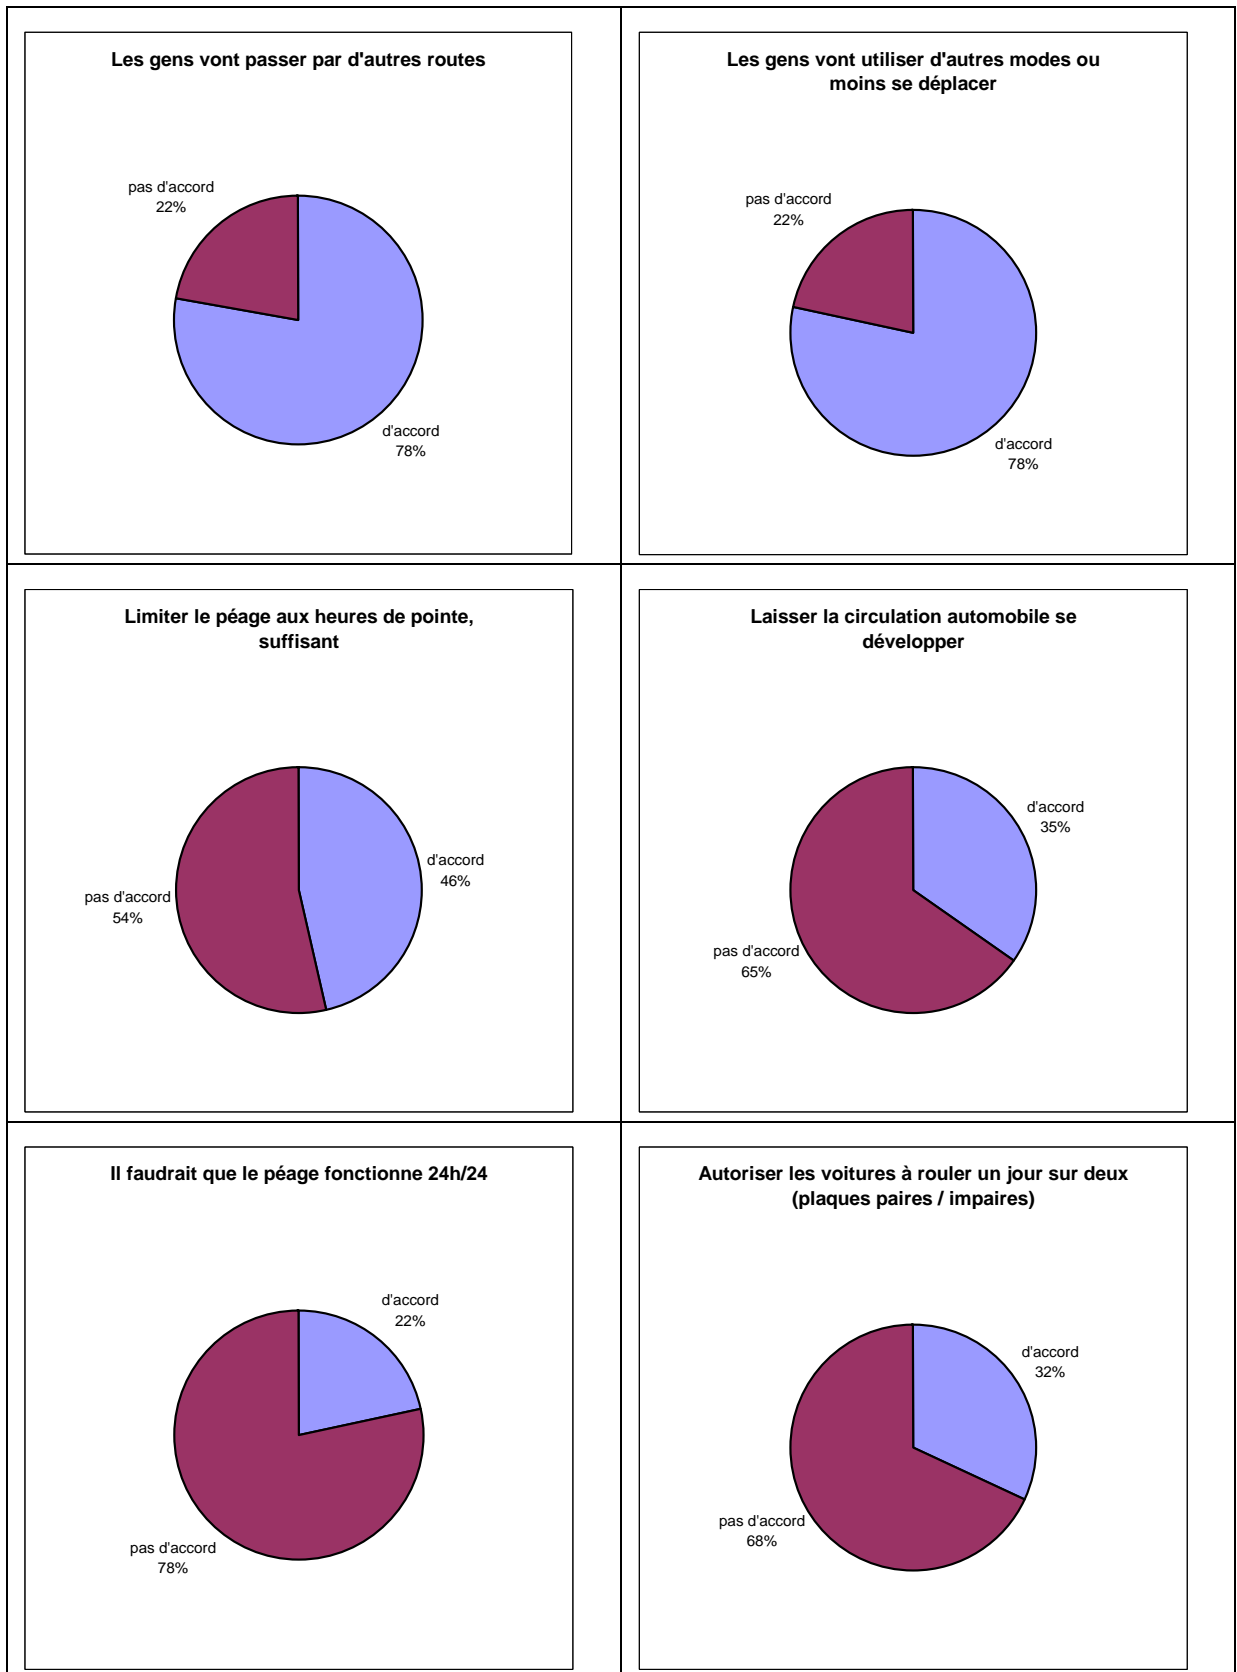 Les gens vont passer par d'autres routes
pas d'accord
22%
d'accord
78%
Les gens vont utiliser d'autres modes ou
moins se déplacer
pas d'accord
22%
d'accord
78%
Limiter le péage aux heures de pointe,
suffisant
d'accord
46%
pas d'accord
54%
Laisser la circulation automobile se
développer
d'accord
35%
pas d'accord
65%
Il faudrait que le péage fonctionne 24h/24
d'accord
22%
pas d'accord
78%
Autoriser les voitures à rouler un jour sur deux
(plaques paires / impaires)
d'accord
32%
pas d'accord
68%